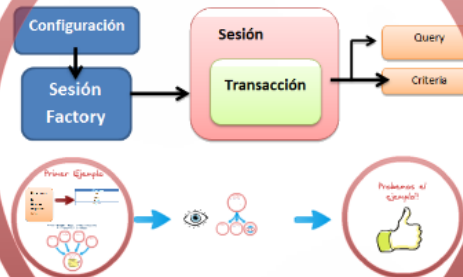 Configuración
Sesión
Query
Transacción
Criteria
Sesión
Factory
Primer Ejemplo
Probemos el
ejemplo!!